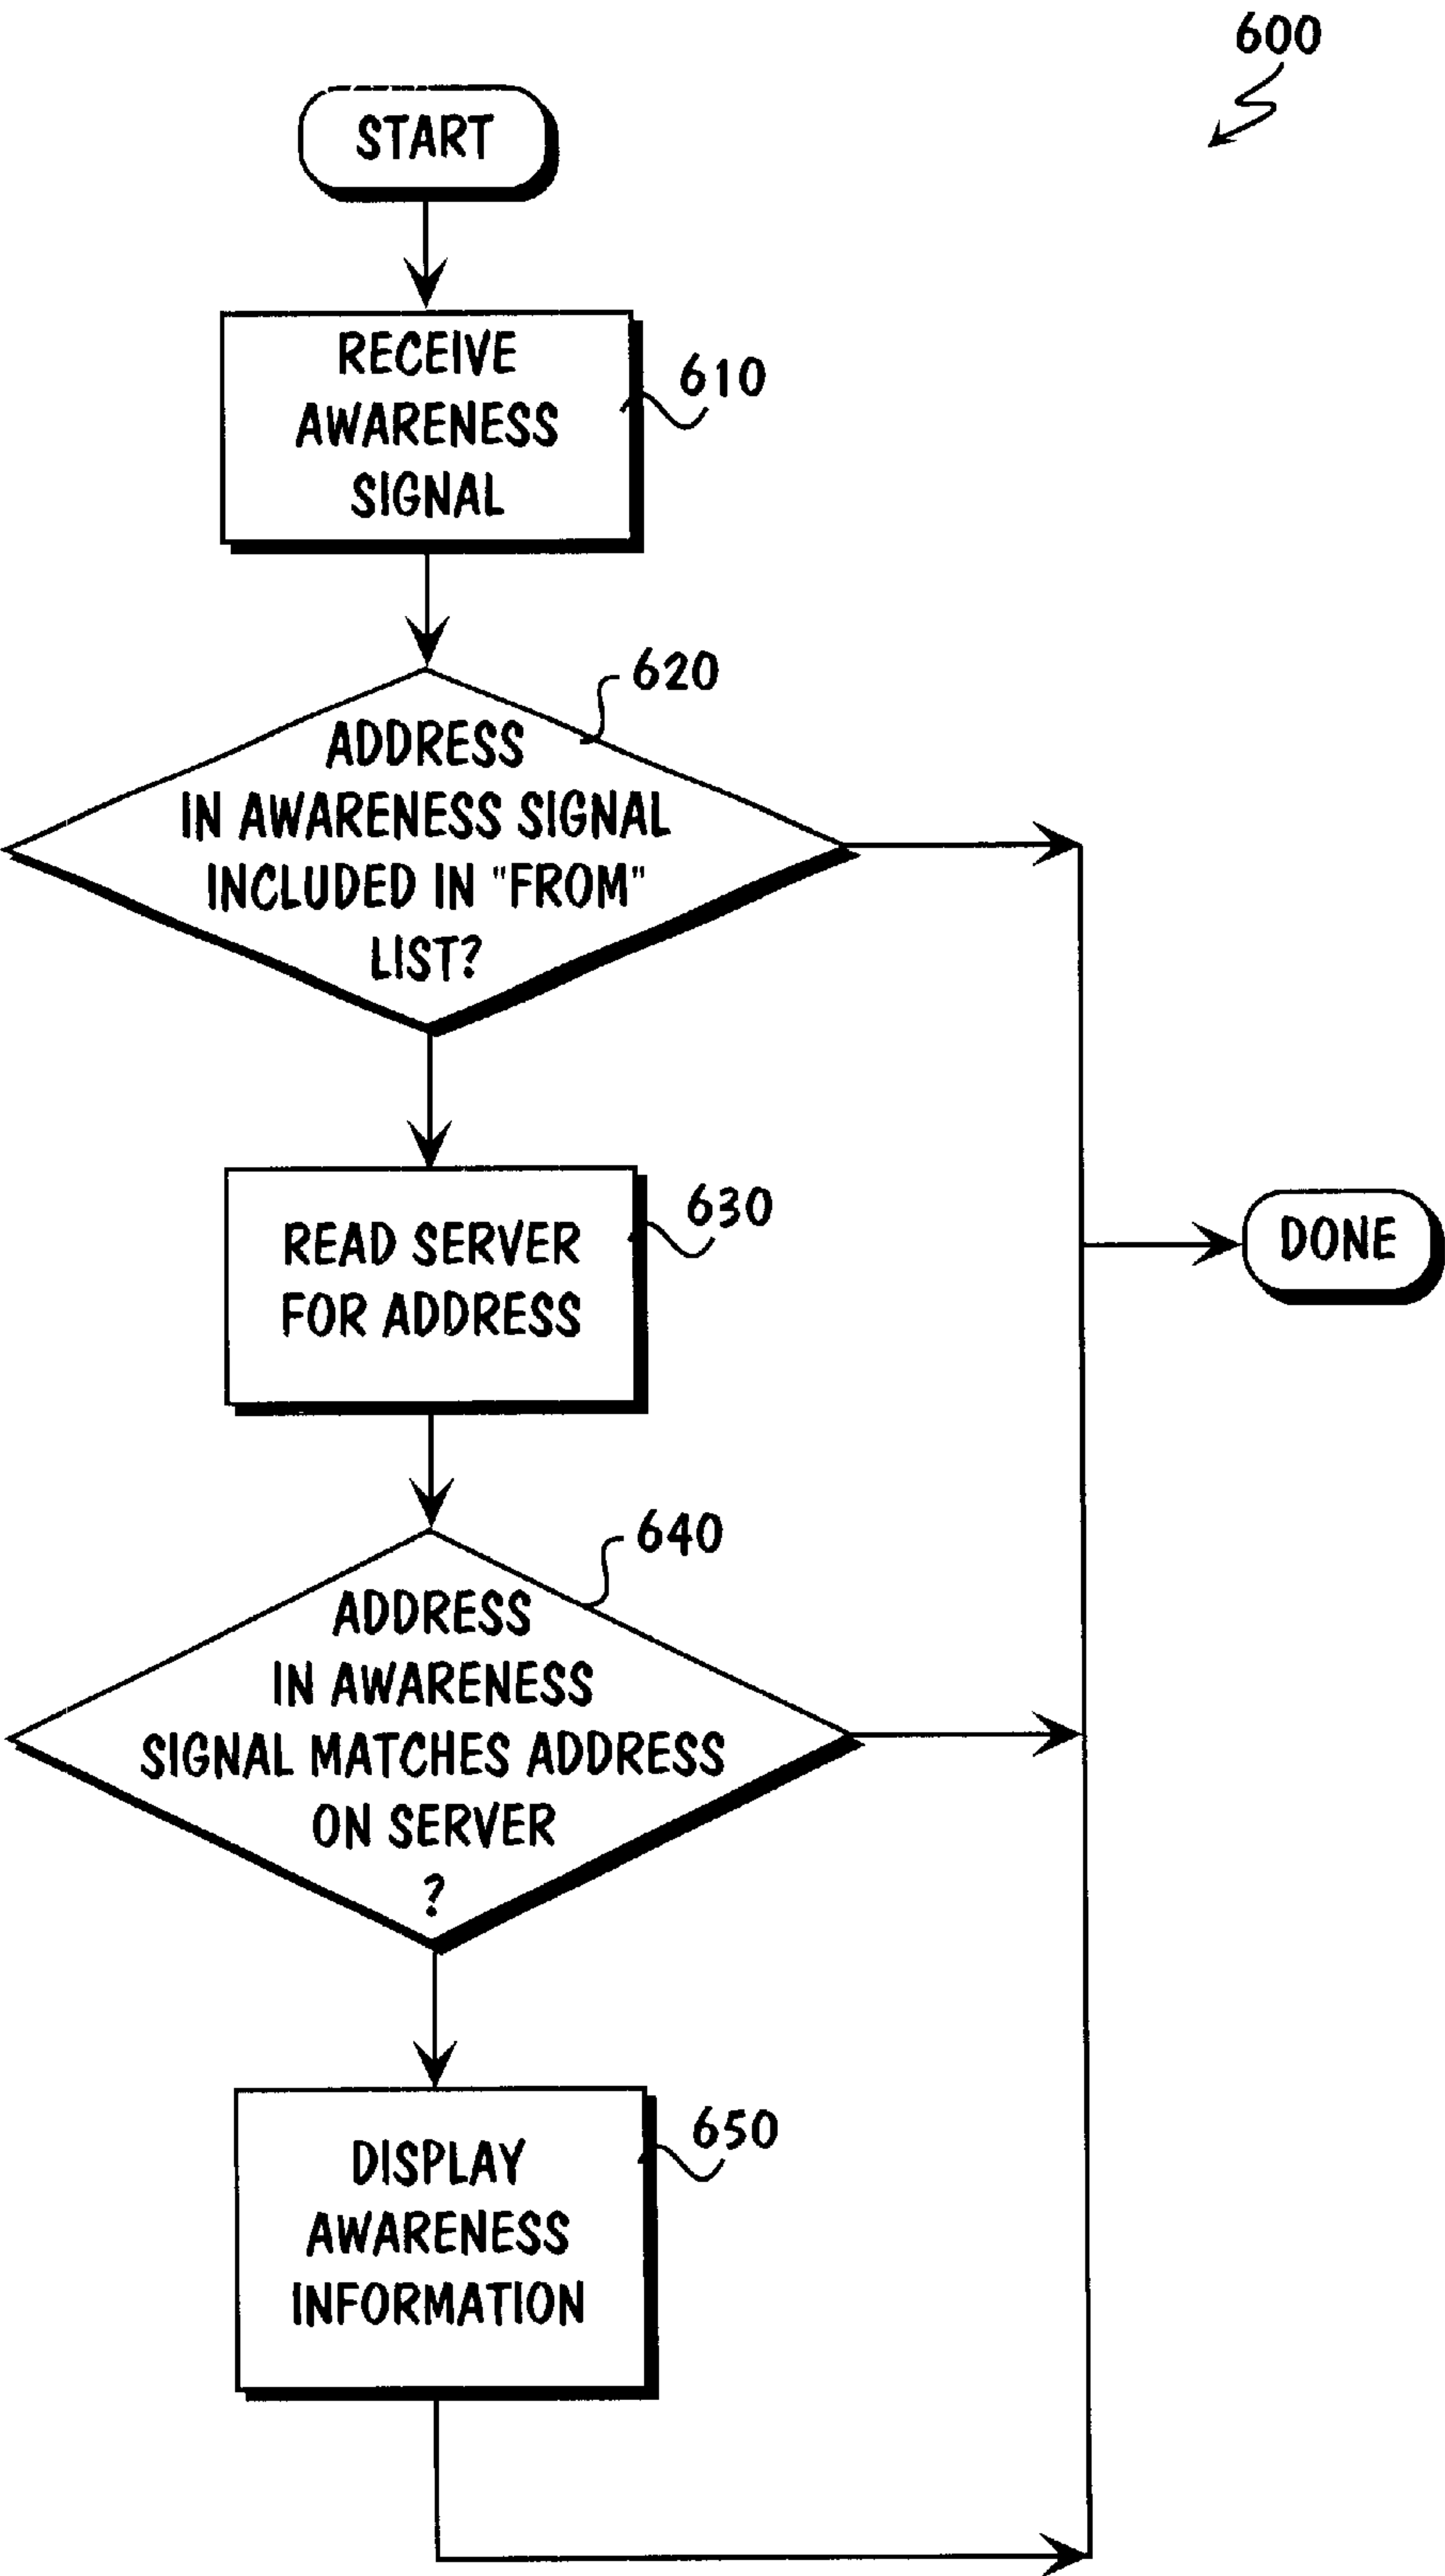 600
START
RECEIVE
AWARENESS
SIGNAL
610
620
ADDRESS
IN AWARENESS SIGNAL
INCLUDED IN "FROM"
LIST?
READ SERVER
FOR ADDRESS
630
DONE
640
ADDRESS
IN AWARENESS
SIGNAL MATCHES ADDRESS
ON SERVER
?
DISPLAY
AWARENESS
INFORMATION
650